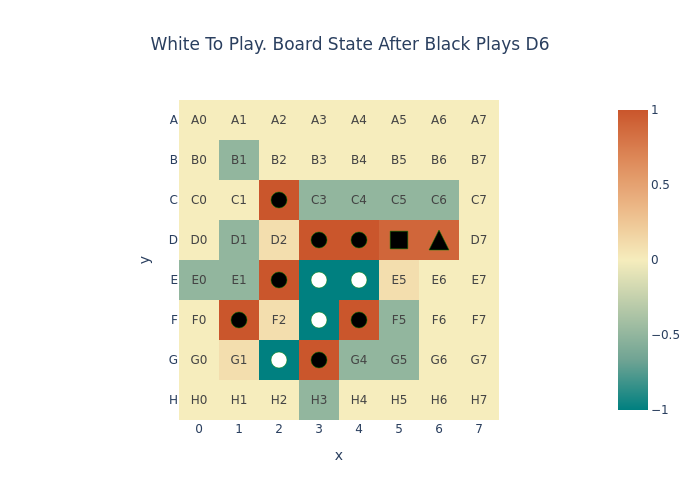 White To Play. Board State After Black Plays D6
A A0 A1 A2 A3 A4 A5 A6 A7
B B0 B1 B2 B3 B4 B5 B6 B7
C C0 C1 C3 C4 C5 C6 C7
D D0 D1 D2 D7
E E0 E1 E5 E6 E7
F F0 F2 F5 F6 F7
G G0 G1 G4 G5 G6 G7
H H0 H1 H2 H3 H4 H5 H6 H7
0 1 2 3 4 5 6 7
x
y
1
0.5
0
−0.5
−1